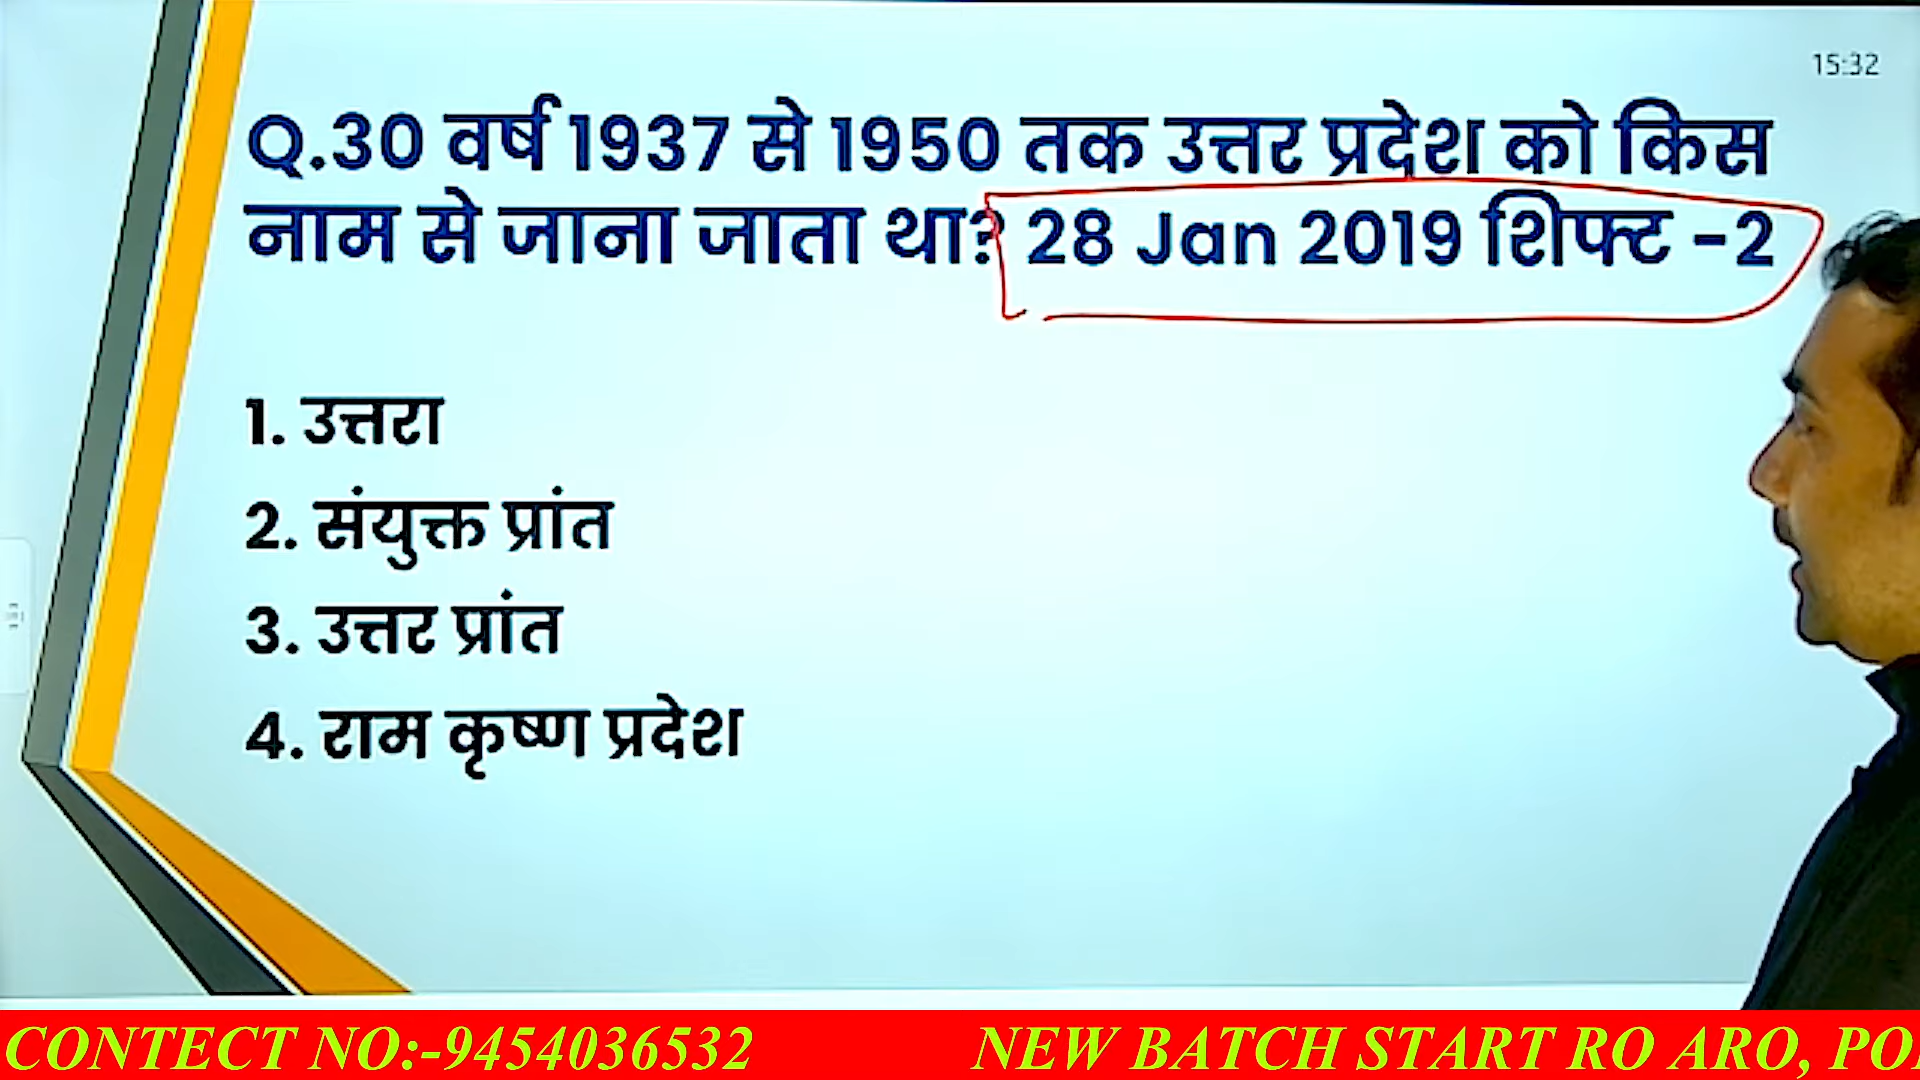 15:32
Q.30 वर्ष 1937 से 1950 तक उत्तर प्रदेश को किस
नाम से जाना जाता था? 28 Jan 2019 शिफ्ट -2
1. उत्तरा
2. संयुक्त प्रांत
3. उत्तर प्रांत
4. राम कृष्ण प्रदेश
CONTECT NO:-9454036532 NEW BATCH START RO ARO, PO